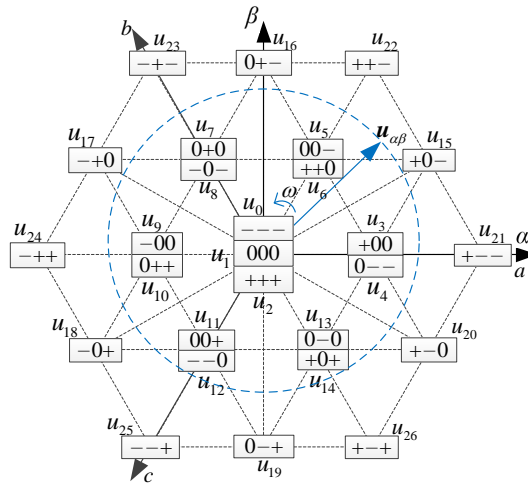 b
u23
β
u16
u22
−+−
0+−
++−
u7
u5
uαβ
u17
0+0
00−
u15
−0−
++0
−+0
+0−
u8
u0
ω
u6
u9
−−−
u3
u24
−00
u1
000
+00
u21
α
−++
0++
+++
0−−
+−−
a
u10
u2
u4
u18
u11
u13
u20
00+
0−0
−0+
−−0
+0+
+−0
u12
u14
u25
u26
−−+
0−+
+−+
c
u19